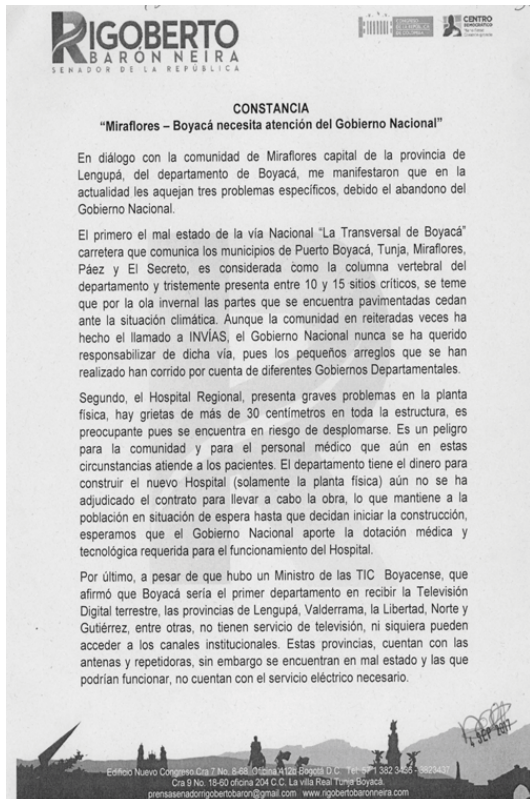 RIGOBERTO
BARÓN NEIRA
SENADOR DE LA REPÚBLICA
CENTRO
DEMOCRÁTICO
CONSTANCIA
“Miraflores – Boyacá necesita atención del Gobierno Nacional”
En diálogo con la comunidad de Miraflores capital de la provincia de
Lengupá, del departamento de Boyacá, me manifestaron que en la
actualidad les aquejan tres problemas específicos, debido el abandono del
Gobierno Nacional.
El primero el mal estado de la vía Nacional “La Transversal de Boyacá”
carretera que comunica los municipios de Puerto Boyacá, Tunja, Miraflores,
Páez y El Secreto, es considerada como la columna vertebral del
departamento y tristemente presenta entre 10 y 15 sitios críticos, se teme
que por la ola invernal las partes que se encuentra pavimentadas cedan
ante la situación climática. Aunque la comunidad en reiteradas veces ha
hecho el llamado a INVÍAS, el Gobierno Nacional nunca se ha querido
responsabilizar de dicha vía, pues los pequeños arreglos que se han
realizado han corrido por cuenta de diferentes Gobiernos Departamentales.
Segundo, el Hospital Regional, presenta graves problemas en la planta
física, hay grietas de más de 30 centímetros en toda la estructura, es
preocupante pues se encuentra en riesgo de desplomarse. Es un peligro
para la comunidad y para el personal médico que aún en estas
circunstancias atiende a los pacientes. El departamento tiene el dinero para
construir el nuevo Hospital (solamente la planta física) aún no se ha
adjudicado el contrato para llevar a cabo la obra, lo que mantiene a la
población en situación de espera hasta que decidan iniciar la construcción,
esperamos que el Gobierno Nacional aporte la dotación médica y
tecnológica requerida para el funcionamiento del Hospital.
Por último, a pesar de que hubo un Ministro de las TIC Boyacense, que
afirmó que Boyacá sería el primer departamento en recibir la Televisión
Digital terrestre, las provincias de Lengupá, Valderrama, la Libertad, Norte y
Gutiérrez, entre otras, no tienen servicio de televisión, ni siquiera pueden
acceder a los canales institucionales. Estas provincias, cuentan con las
antenas y repetidoras, sin embargo se encuentran en mal estado y las que
podrían funcionar, no cuentan con el servicio eléctrico necesario.
SEP 2017
Edificio Nuevo Congreso Cra 7 No. 8-68, Oficina 412B Bogotá D.C. Tel:
Cra 9 No. 18-60 oficina 204 C.C. La villa Real Tunja Boyacá.
prensasenadorrigobertobaron@gmail.com www.rigobertobaronneira.com